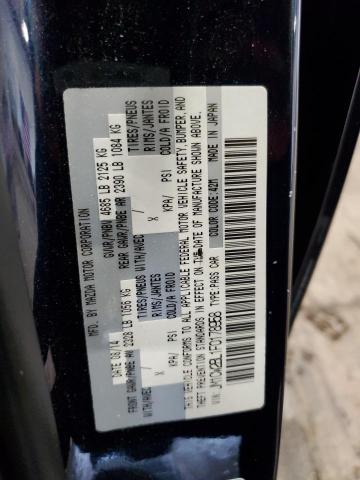 MFD. BY MAZDA MOTOR CORPORATION
DATE 08/14 GVWR/PNBV 4685 LB 2125 KG
FRONT GAWR/PNBE AV 2328 LB 1056 KG REAR GAWR/PNBE AR 2390 LB 1084 KG
WITH/AVEC TIRES/PNEUS WITH/AVEC TIRES/PNEUS
X RIMS/JANTES X RIMS/JANTES
KPA/ PSI COLD/A FROID KPA/ PSI COLD/A FROID
THIS VEHICLE CONFORMS TO ALL APPLICABLE FEDERAL MOTOR VEHICLE SAFETY, BUMPER, AND
THEFT PREVENTION STANDARDS IN EFFECT ON THE DATE OF MANUFACTURE SHOWN ABOVE.
TYPE: PASS CAR COLOR CODE: 42M MADE IN JAPAN